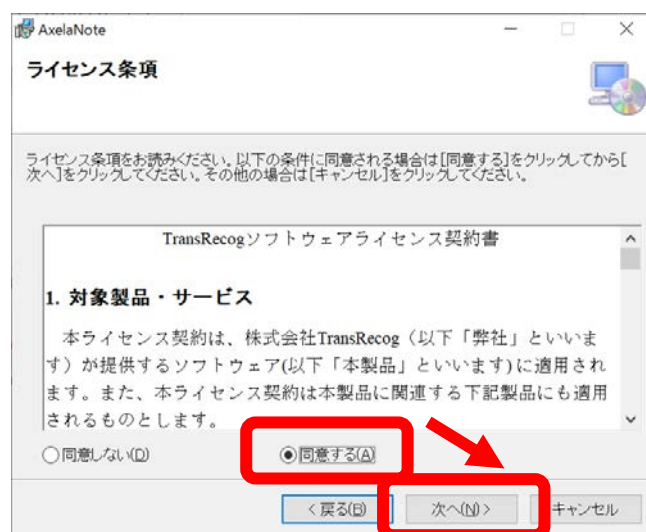 AxelaNote
ライセンス条項
ライセンス条項をお読みください。以下の条件に同意される場合は[同意する]をクリックしてから[
次へ]をクリックしてください。その他の場合は[キャンセル]をクリックしてください。
TransRecogソフトウェアライセンス契約書
1. 対象製品・サービス
本ライセンス契約は、株式会社TransRecog（以下「弊社」といいま
す）が提供するソフトウェア(以下「本製品」といいます)に適用され
ます。また、本ライセンス契約は本製品に関連する下記製品にも適用
されるものとします。
同意しない(D) 同意する(A)
< 戻る(B) 次へ(N) > キャンセル